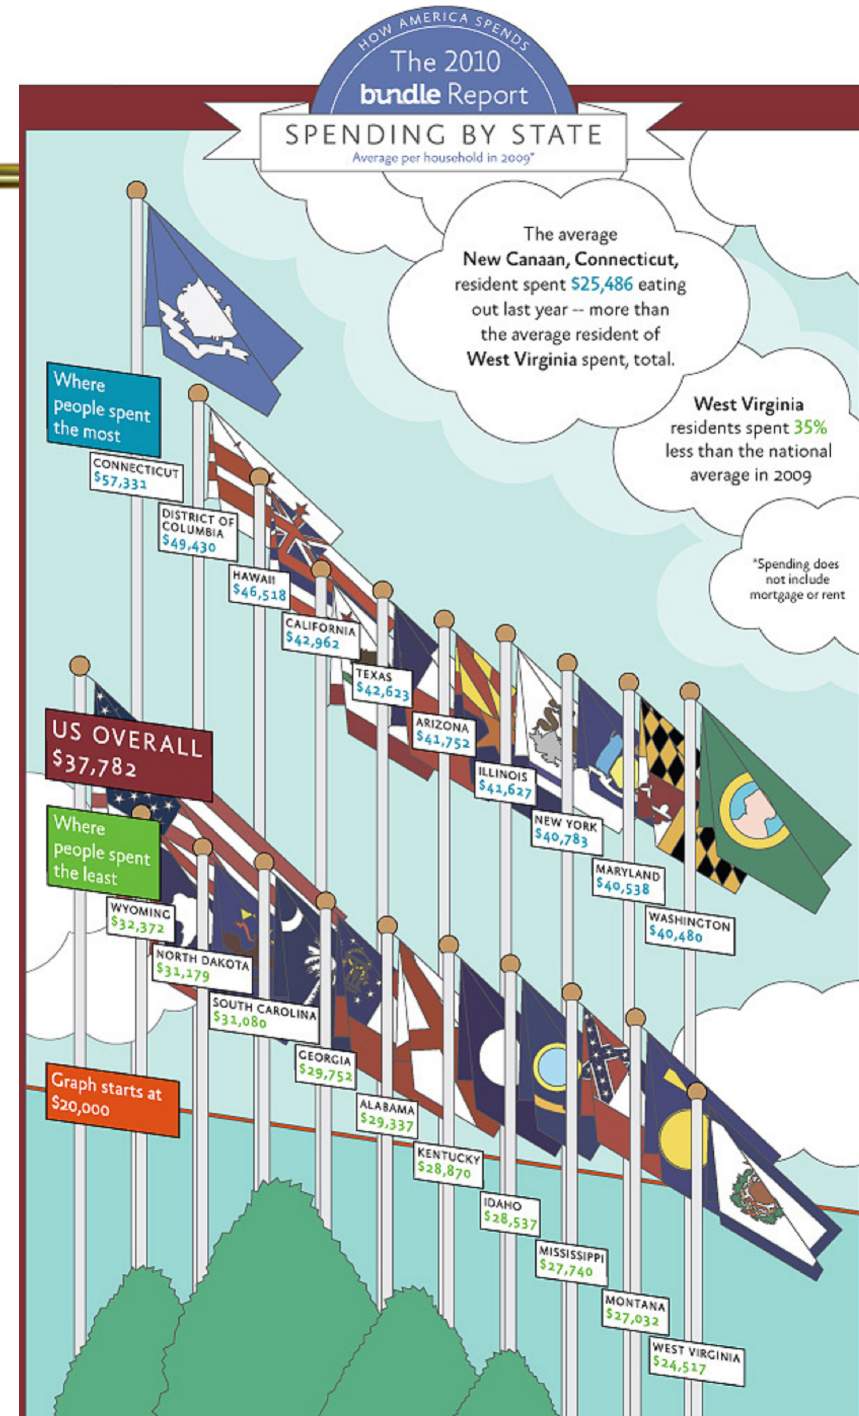 HOW AMERICA SPENDS
The 2010
bundle Report
SPENDING BY STATE
Average per household in 2009*
The average
New Canaan, Connecticut,
resident spent $25,486 eating
out last year -- more than
the average resident of
West Virginia spent, total.
West Virginia
residents spent 35%
less than the national
average in 2009
*Spending does
not include
mortgage or rent
Where
people spent
the most
CONNECTICUT
$57,331
DISTRICT OF
COLUMBIA
$49,430
HAWAII
$46,518
CALIFORNIA
$42,962
TEXAS
$42,623
ARIZONA
$41,752
ILLINOIS
$41,627
NEW YORK
$40,783
MARYLAND
$40,538
WASHINGTON
$40,480
US OVERALL
$37,782
Where
people spent
the least
WYOMING
$32,372
NORTH DAKOTA
$31,179
SOUTH CAROLINA
$31,080
GEORGIA
$29,752
ALABAMA
$29,337
KENTUCKY
$28,870
IDAHO
$28,537
MISSISSIPPI
$27,740
MONTANA
$27,032
WEST VIRGINIA
$24,517
Graph starts at
$20,000